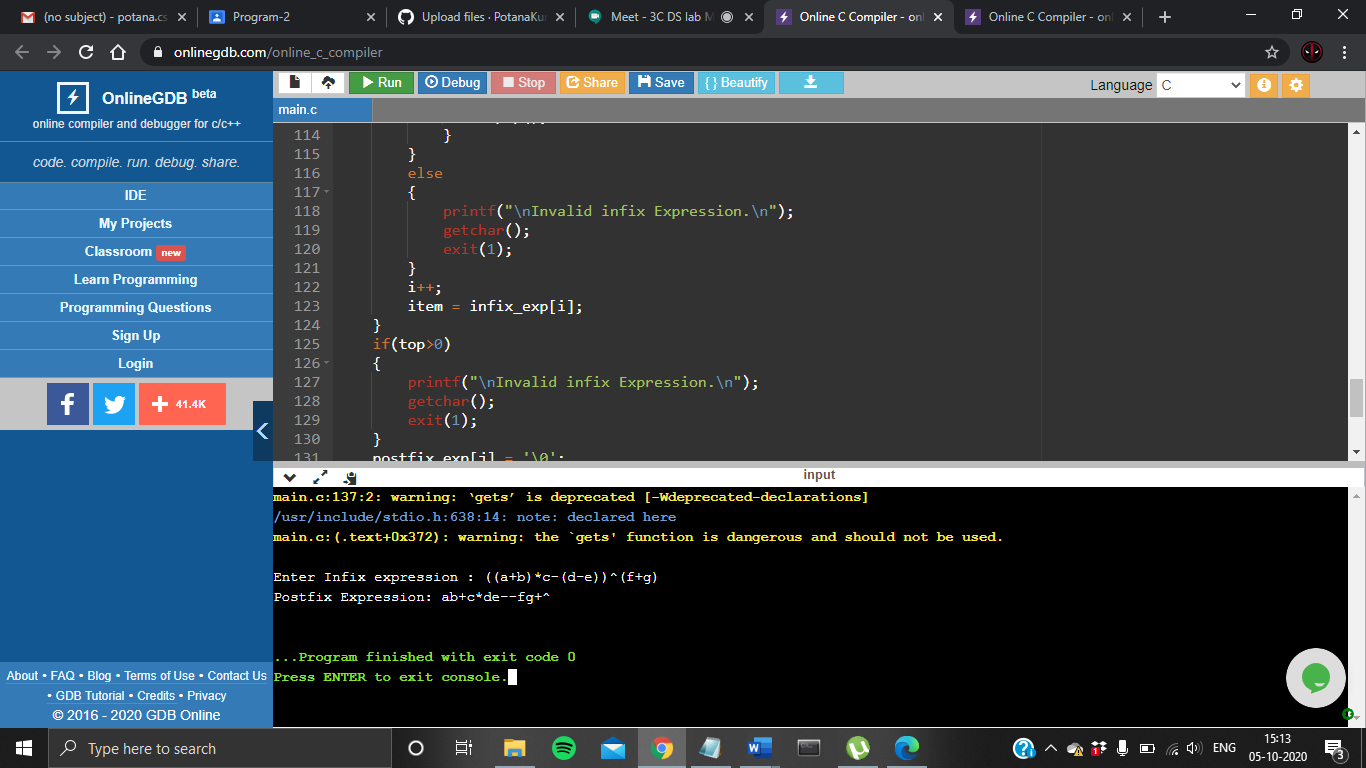 (no subject) - potana.cs
Program-2
Upload files · PotanaKu
Meet - 3C DS lab M
Online C Compiler - onl
Online C Compiler - onl
onlinegdb.com/online_c_compiler
OnlineGDB beta
online compiler and debugger for c/c++
code. compile. run. debug. share.
IDE
My Projects
Classroom new
Learn Programming
Programming Questions
Sign Up
Login
41.4K
About • FAQ • Blog • Terms of Use • Contact Us
• GDB Tutorial • Credits • Privacy
© 2016 - 2020 GDB Online
Run Debug Stop Share Save { } Beautify
Language C
main.c
114 }
115 }
116 else
117 {
118 printf("\nInvalid infix Expression.\n");
119 getchar();
120 exit(1);
121 }
122 i++;
123 item = infix_exp[i];
124 }
125 if(top>0)
126 {
127 printf("\nInvalid infix Expression.\n");
128 getchar();
129 exit(1);
130 }
131 postfix_exp[j] = '\0';
input
main.c:137:2: warning: ‘gets’ is deprecated [-Wdeprecated-declarations]
/usr/include/stdio.h:638:14: note: declared here
main.c:(.text+0x372): warning: the `gets' function is dangerous and should not be used.
Enter Infix expression : ((a+b)*c-(d-e))^(f+g)
Postfix Expression: ab+c*de--fg+^
...Program finished with exit code 0
Press ENTER to exit console.
Type here to search
ENG
15:13
05-10-2020
3